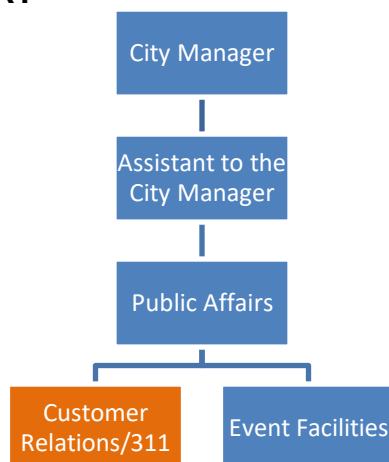 City Manager
Assistant to the
City Manager
Public Affairs
Customer
Relations/311
Event Facilities